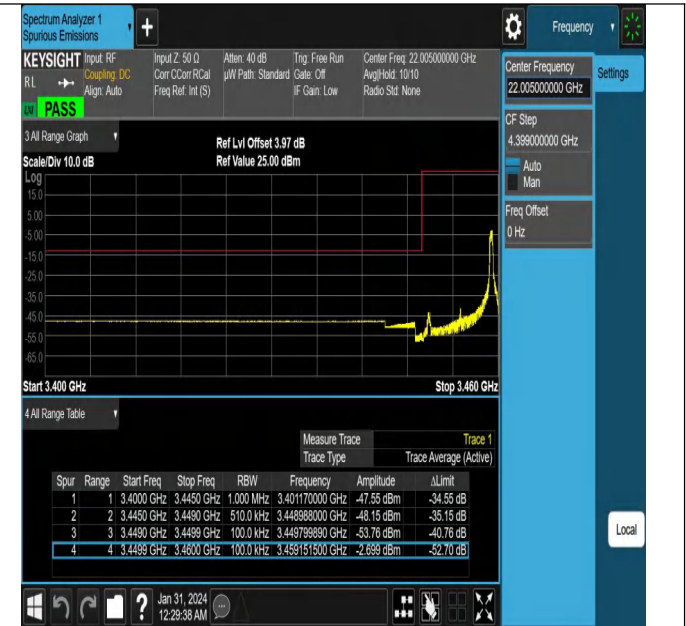 Spectrum Analyzer 1
Spurious Emissions
+
Frequency
KEYSIGHT
RL
Input: RF
Coupling: DC
Align: Auto
Input Z: 50 Ω
Corr CCorr RCal
Freq Ref: Int (S)
Atten: 40 dB
µW Path: Standard
Trig: Free Run
Gate: Off
IF Gain: Low
Center Freq: 22.005000000 GHz
Avg|Hold: 10/10
Radio Std: None
PASS
Center Frequency
22.005000000 GHz
Settings
CF Step
4.399000000 GHz
Auto
Man
Freq Offset
0 Hz
3 All Range Graph
Scale/Div 10.0 dB
Ref Lvl Offset 3.97 dB
Ref Value 25.00 dBm
Log
15.0
5.00
-5.00
-15.0
-25.0
-35.0
-45.0
-55.0
-65.0
Start 3.400 GHz
Stop 3.460 GHz
4 All Range Table
Measure Trace Trace 1
Trace Type Trace Average (Active)
Spur Range Start Freq Stop Freq RBW Frequency Amplitude ΔLimit
1 1 3.4000 GHz 3.4450 GHz 1.000 MHz 3.401170000 GHz -47.55 dBm -34.55 dB
2 2 3.4450 GHz 3.4490 GHz 510.0 kHz 3.448988000 GHz -48.15 dBm -35.15 dB
3 3 3.4490 GHz 3.4499 GHz 100.0 kHz 3.449799890 GHz -53.76 dBm -40.76 dB
4 4 3.4499 GHz 3.4600 GHz 100.0 kHz 3.459151500 GHz -2.699 dBm -52.70 dB
Local
?
Jan 31, 2024
12:29:38 AM